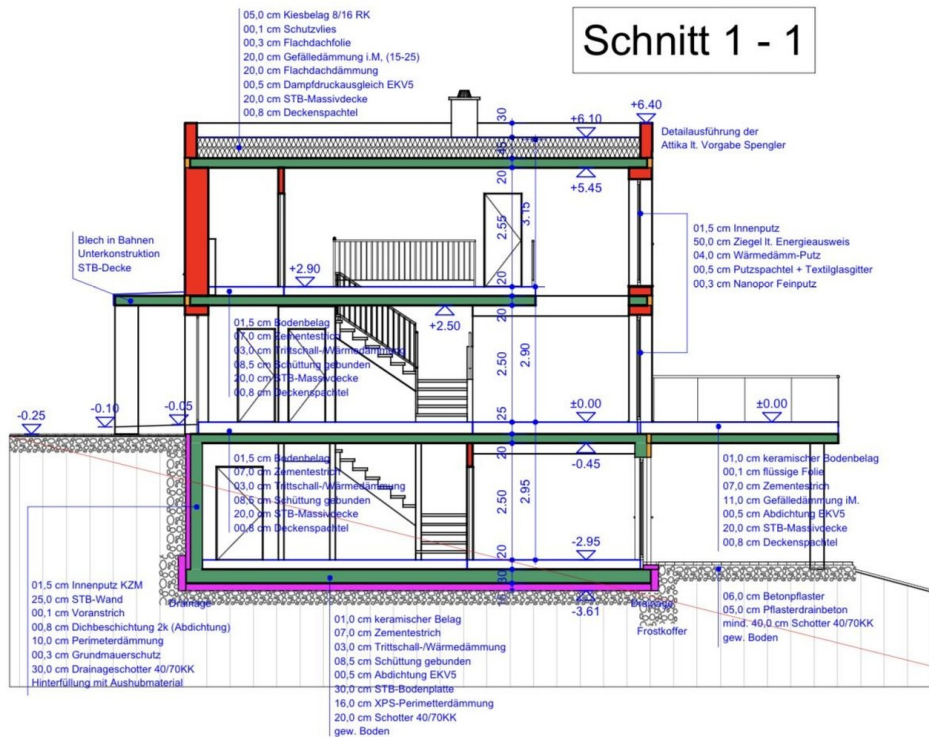 05,0 cm Kiesbelag 8/16 RK
00,1 cm Schutzvlies
00,3 cm Flachdachfolie
20,0 cm Gefälledämmung i.M, (15-25)
20,0 cm Flachdachdämmung
00,5 cm Dampfdruckausgleich EKV5
20,0 cm STB-Massivdecke
00,8 cm Deckenspachtel
Schnitt 1 - 1
30
+6.10
+6.40
Detailausführung der
Attika lt. Vorgabe Spengler
45
20
+5.45
2.55
3.15
Blech in Bahnen
Unterkonstruktion
STB-Decke
01,5 cm Innenputz
50,0 cm Ziegel lt. Energieausweis
04,0 cm Wärmedämm-Putz
00,5 cm Putzspachtel + Textilglasgitter
00,3 cm Nanopor Feinputz
+2.90
20
20
+2.50
01,5 cm Bodenbelag
07,0 cm Zementestrich
03,0 cm Trittschall-/Wärmedämmung
08,5 cm Schüttung gebunden
20,0 cm STB-Massivdecke
00,8 cm Deckenspachtel
2.50
2.90
-0.25
-0.10
-0.05
25
±0.00
±0.00
20
-0.45
01,5 cm Bodenbelag
07,0 cm Zementestrich
03,0 cm Trittschall-/Wärmedämmung
08,5 cm Schüttung gebunden
20,0 cm STB-Massivdecke
00,8 cm Deckenspachtel
2.50
2.95
01,0 cm keramischer Bodenbelag
00,1 cm flüssige Folie
07,0 cm Zementestrich
11,0 cm Gefälledämmung iM.
00,5 cm Abdichtung EKV5
20,0 cm STB-Massivdecke
00,8 cm Deckenspachtel
20
-2.95
30
16
-3.61
Drainage
Drainage
Frostkoffer
01,5 cm Innenputz KZM
25,0 cm STB-Wand
00,1 cm Voranstrich
00,8 cm Dichbeschichtung 2k (Abdichtung)
10,0 cm Perimeterdämmung
00,3 cm Grundmauerschutz
30,0 cm Drainageschotter 40/70KK
Hinterfüllung mit Aushubmaterial
01,0 cm keramischer Belag
07,0 cm Zementestrich
03,0 cm Trittschall-/Wärmedämmung
08,5 cm Schüttung gebunden
00,5 cm Abdichtung EKV5
30,0 cm STB-Bodenplatte
16,0 cm XPS-Perimetterdämmung
20,0 cm Schotter 40/70KK
gew. Boden
06,0 cm Betonpflaster
05,0 cm Pflasterdrainbeton
mind. 40,0 cm Schotter 40/70KK
gew. Boden